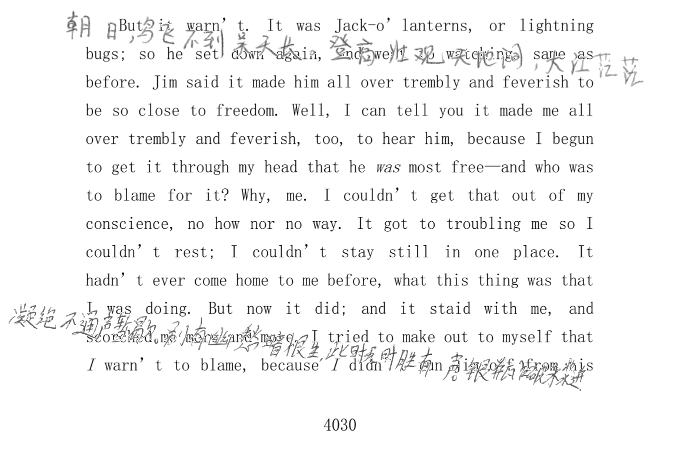 朝日,鸟飞不到吴天长。登高壮观天地间,大江茫茫
But it warn’t. It was Jack-o’lanterns, or lightning
bugs; so he set down again, and went to watching, same as
before. Jim said it made him all over trembly and feverish to
be so close to freedom. Well, I can tell you it made me all
over trembly and feverish, too, to hear him, because I begun
to get it through my head that he was most free—and who was
to blame for it? Why, me. I couldn’t get that out of my
conscience, no how nor no way. It got to troubling me so I
couldn’t rest; I couldn’t stay still in one place. It
hadn’t ever come home to me before, what this thing was that
I was doing. But now it did; and it staid with me, and
凝绝不通声暂歇。别有幽愁暗恨生,此时无声胜有声
scorched me more and more. I tried to make out to myself that
I warn’t to blame, because I didn’t run Jim off from his
4030